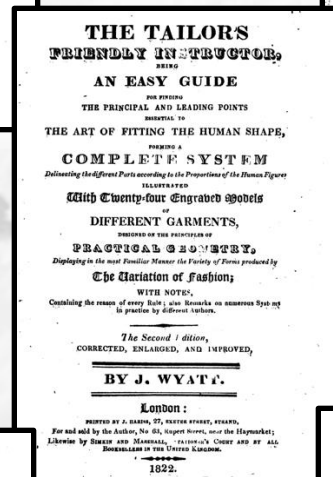 THE TAILOR'S
FRIENDLY INSTRUCTOR,
BEING
AN EASY GUIDE
FOR FINDING
THE PRINCIPAL AND LEADING POINTS
ESSENTIAL TO
THE ART OF FITTING THE HUMAN SHAPE,
FORMING A
COMPLETE SYSTEM
Delineating the different Parts according to the Proportions of the Human Figure;
ILLUSTRATED
With Twenty-four Engraved Models
OF
DIFFERENT GARMENTS,
DESIGNED ON THE PRINCIPLES OF
PRACTICAL GEOMETRY,
Displaying in the most Familiar Manner the Variety of Forms produced by
The Variation of Fashion;
WITH NOTES,
Containing the reason of every Rule; also Remarks on numerous Systems
in practice by different Authors.
The Second Edition,
CORRECTED, ENLARGED, AND IMPROVED,
BY J. WYATT.
London:
PRINTED BY J. HARISS, 27, EXETER STREET, STRAND,
For and sold by the Author, No 63, Rupert Street, near the Haymarket;
Likewise by SIMKIN AND MARSHALL, STATIONER'S COURT AND BY ALL
BOOKSELLERS IN THE UNITED KINGDOM.
1822.